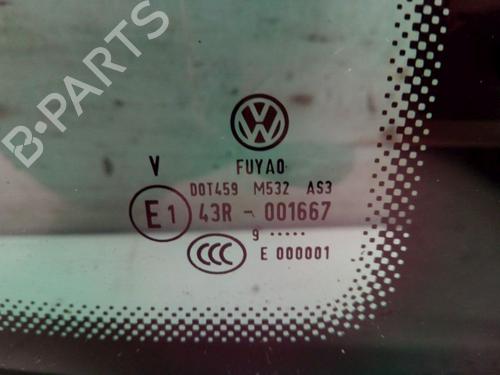 B-PARTS
V FUYAO
DOT459 M532 AS3
E1 43R - 001667
9 .....
CCC E 000001